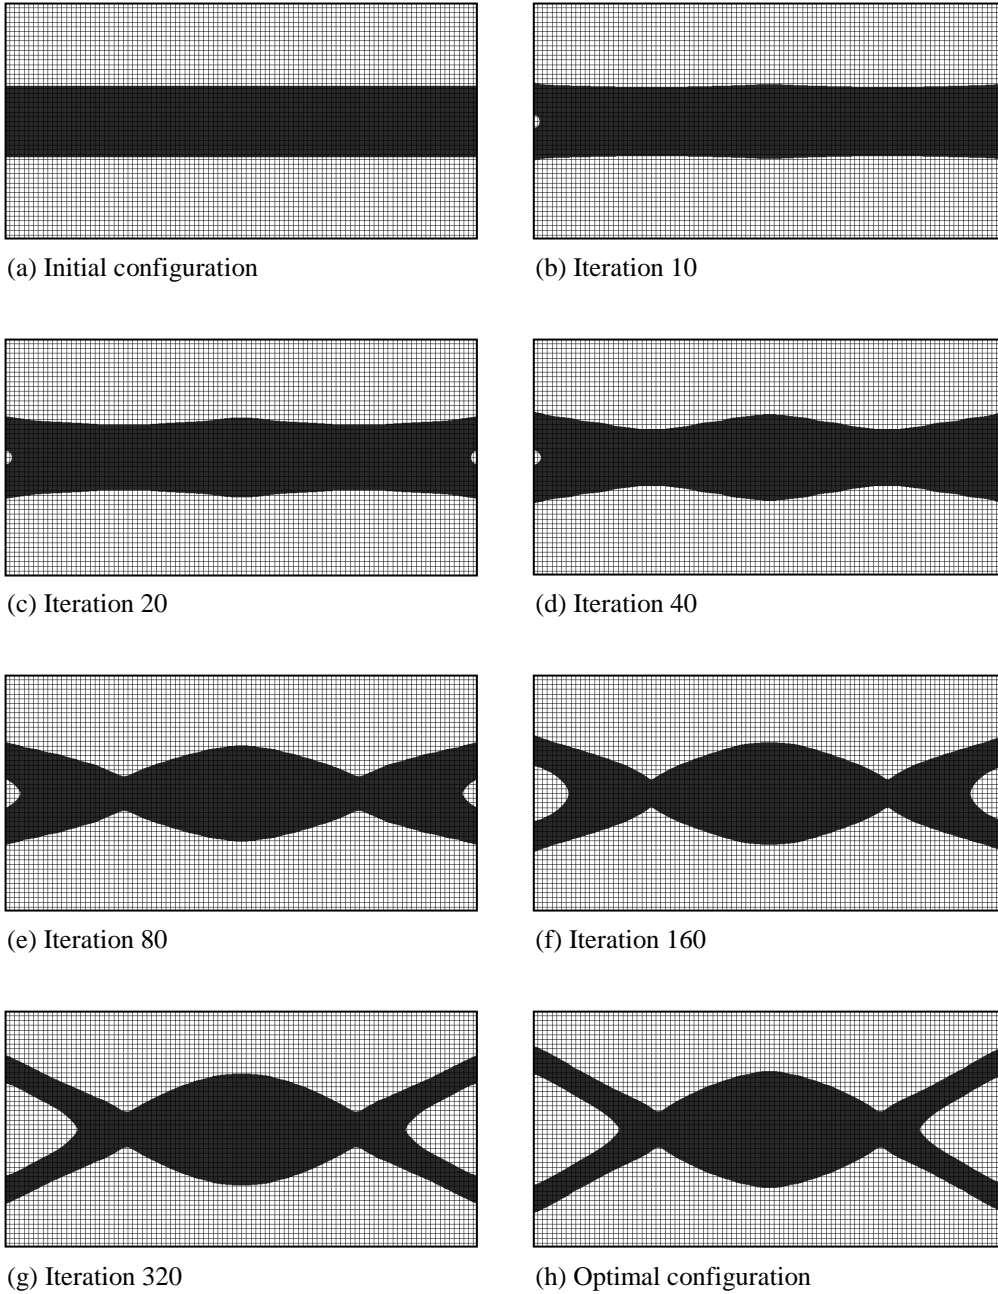 (a) Initial configuration
(b) Iteration 10
(c) Iteration 20
(d) Iteration 40
(e) Iteration 80
(f) Iteration 160
(g) Iteration 320
(h) Optimal configuration